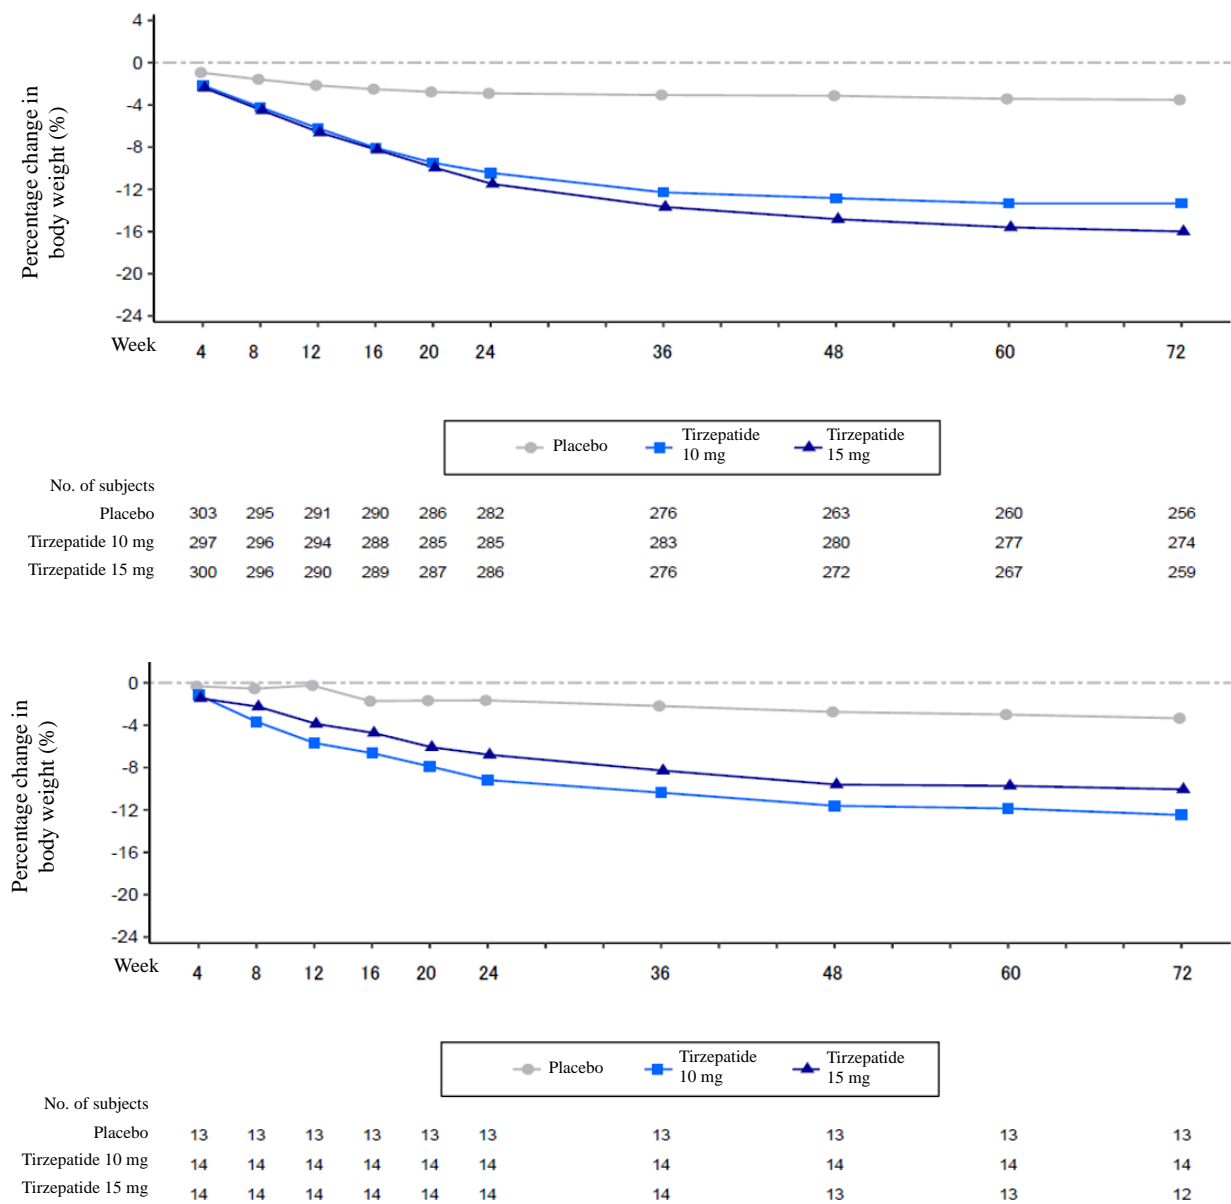 4
0
-4
-8
-12
-16
-20
-24
Percentage change in
body weight (%)
Week
4 8 12 16 20 24 36 48 60 72
Placebo
Tirzepatide
10 mg
Tirzepatide
15 mg
No. of subjects
Placebo 303 295 291 290 286 282 276 263 260 256
Tirzepatide 10 mg 297 296 294 288 285 285 283 280 277 274
Tirzepatide 15 mg 300 296 290 289 287 286 276 272 267 259
0
-4
-8
-12
-16
-20
-24
Percentage change in
body weight (%)
Week
4 8 12 16 20 24 36 48 60 72
Placebo
Tirzepatide
10 mg
Tirzepatide
15 mg
No. of subjects
Placebo 13 13 13 13 13 13 13 13 13 13
Tirzepatide 10 mg 14 14 14 14 14 14 14 14 14 14
Tirzepatide 15 mg 14 14 14 14 14 14 14 13 13 12